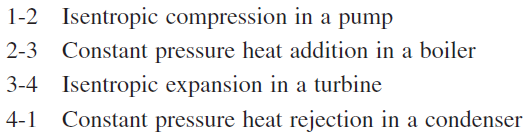 1-2 Isentropic compression in a pump
2-3 Constant pressure heat addition in a boiler
3-4 Isentropic expansion in a turbine
4-1 Constant pressure heat rejection in a condenser